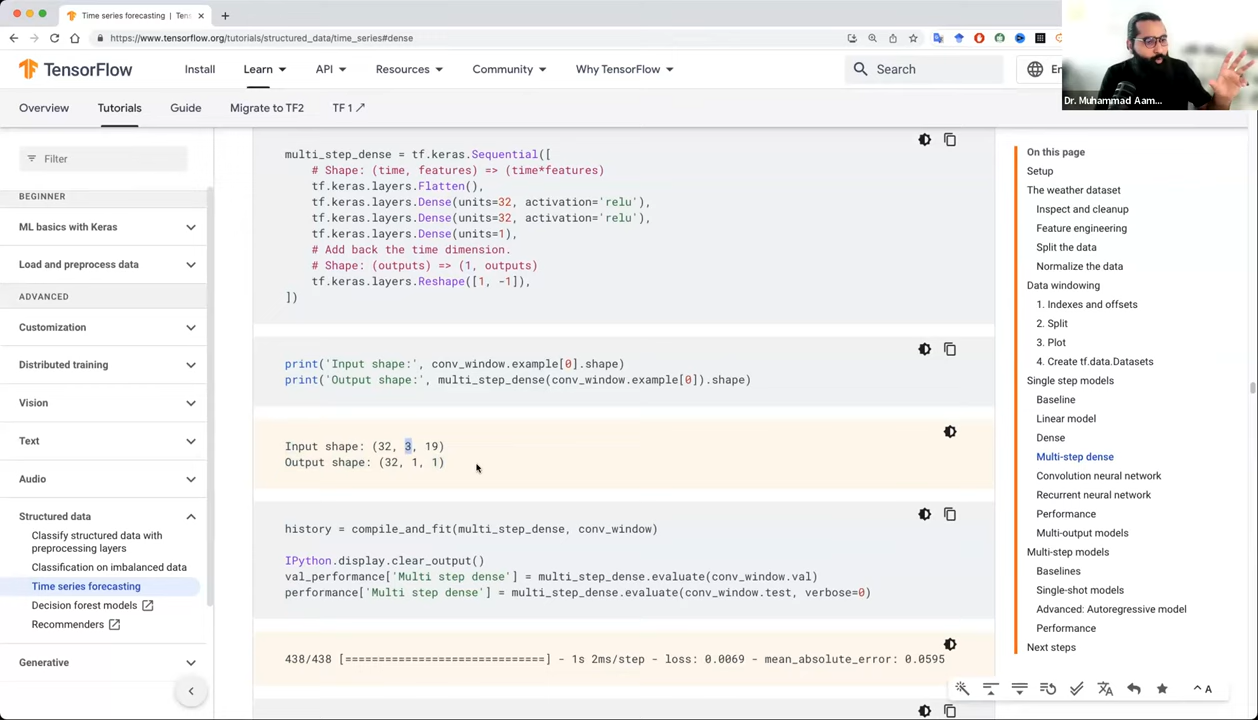 Time series forecasting | Tens
https://www.tensorflow.org/tutorials/structured_data/time_series#dense
TensorFlow
Install
Learn
API
Resources
Community
Why TensorFlow
Search
En
Dr. Muhammad Aam...
Overview
Tutorials
Guide
Migrate to TF2
TF 1
Filter
BEGINNER
ML basics with Keras
Load and preprocess data
ADVANCED
Customization
Distributed training
Vision
Text
Audio
Structured data
Classify structured data with
preprocessing layers
Classification on imbalanced data
Time series forecasting
Decision forest models
Recommenders
Generative
multi_step_dense = tf.keras.Sequential([
# Shape: (time, features) => (time*features)
tf.keras.layers.Flatten(),
tf.keras.layers.Dense(units=32, activation='relu'),
tf.keras.layers.Dense(units=32, activation='relu'),
tf.keras.layers.Dense(units=1),
# Add back the time dimension.
# Shape: (outputs) => (1, outputs)
tf.keras.layers.Reshape([1, -1]),
])
print('Input shape:', conv_window.example[0].shape)
print('Output shape:', multi_step_dense(conv_window.example[0]).shape)
Input shape: (32, 3, 19)
Output shape: (32, 1, 1)
history = compile_and_fit(multi_step_dense, conv_window)
IPython.display.clear_output()
val_performance['Multi step dense'] = multi_step_dense.evaluate(conv_window.val)
performance['Multi step dense'] = multi_step_dense.evaluate(conv_window.test, verbose=0)
438/438 [==============================] - 1s 2ms/step - loss: 0.0069 - mean_absolute_error: 0.0595
On this page
Setup
The weather dataset
Inspect and cleanup
Feature engineering
Split the data
Normalize the data
Data windowing
1. Indexes and offsets
2. Split
3. Plot
4. Create tf.data.Datasets
Single step models
Baseline
Linear model
Dense
Multi-step dense
Convolution neural network
Recurrent neural network
Performance
Multi-output models
Multi-step models
Baselines
Single-shot models
Advanced: Autoregressive model
Performance
Next steps
A